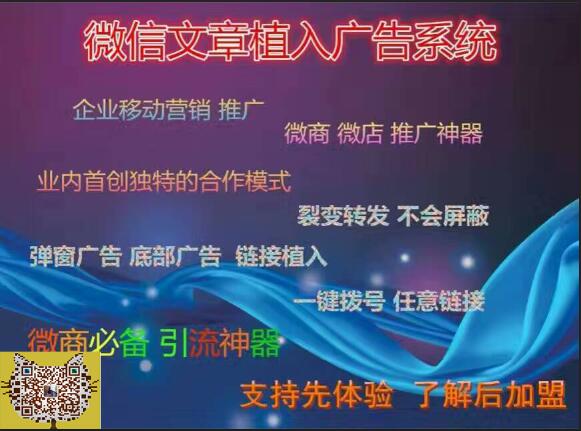 微信文章植入广告系统
企业移动营销 推广
微商 微店 推广神器
业内首创独特的合作模式
裂变转发 不会屏蔽
弹窗广告 底部广告 链接植入
一键拨号 任意链接
微商必备 引流神器
支持先体验 了解后加盟